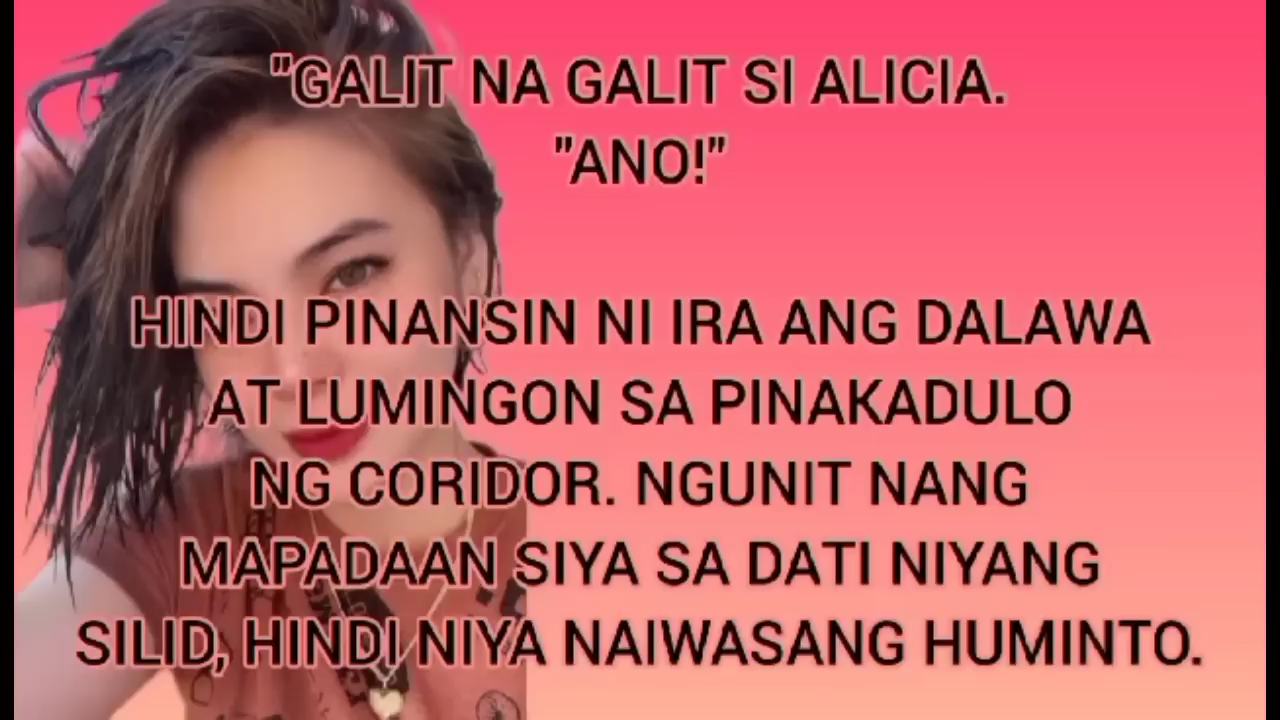 "GALIT NA GALIT SI ALICIA.
"ANO!"
HINDI PINANSIN NI IRA ANG DALAWA
AT LUMINGON SA PINAKADULO
NG CORIDOR. NGUNIT NANG
MAPADAAN SIYA SA DATI NIYANG
SILID, HINDI NIYA NAIWASANG HUMINTO.